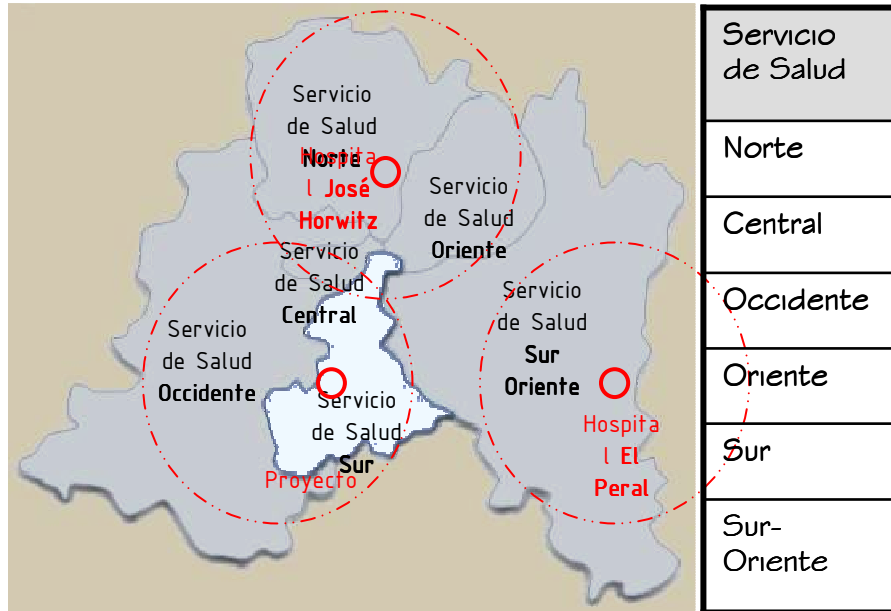 Servicio
de Salud
Norte
Hospita
l José
Horwitz
Servicio
de Salud
Oriente
Servicio
de Salud
Central
Servicio
de Salud
Occidente
Servicio
de Salud
Sur
Oriente
Servicio
de Salud
Sur
Proyecto
Hospita
l El
Peral
Servicio
de Salud
Norte
Central
Occidente
Oriente
Sur
Sur-
Oriente